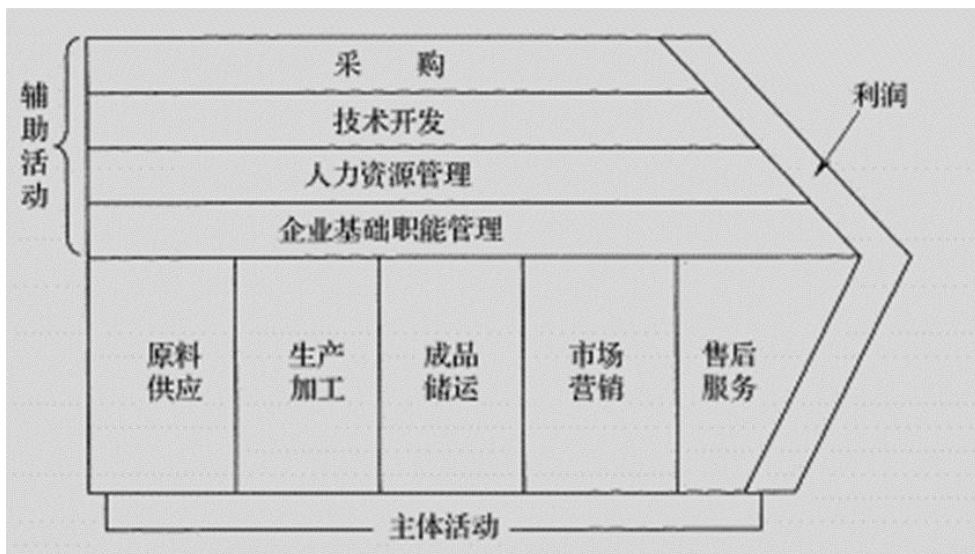 辅助活动
采 购
技术开发
人力资源管理
企业基础职能管理
利润
原料
供应
生产
加工
成品
储运
市场
营销
售后
服务
主体活动